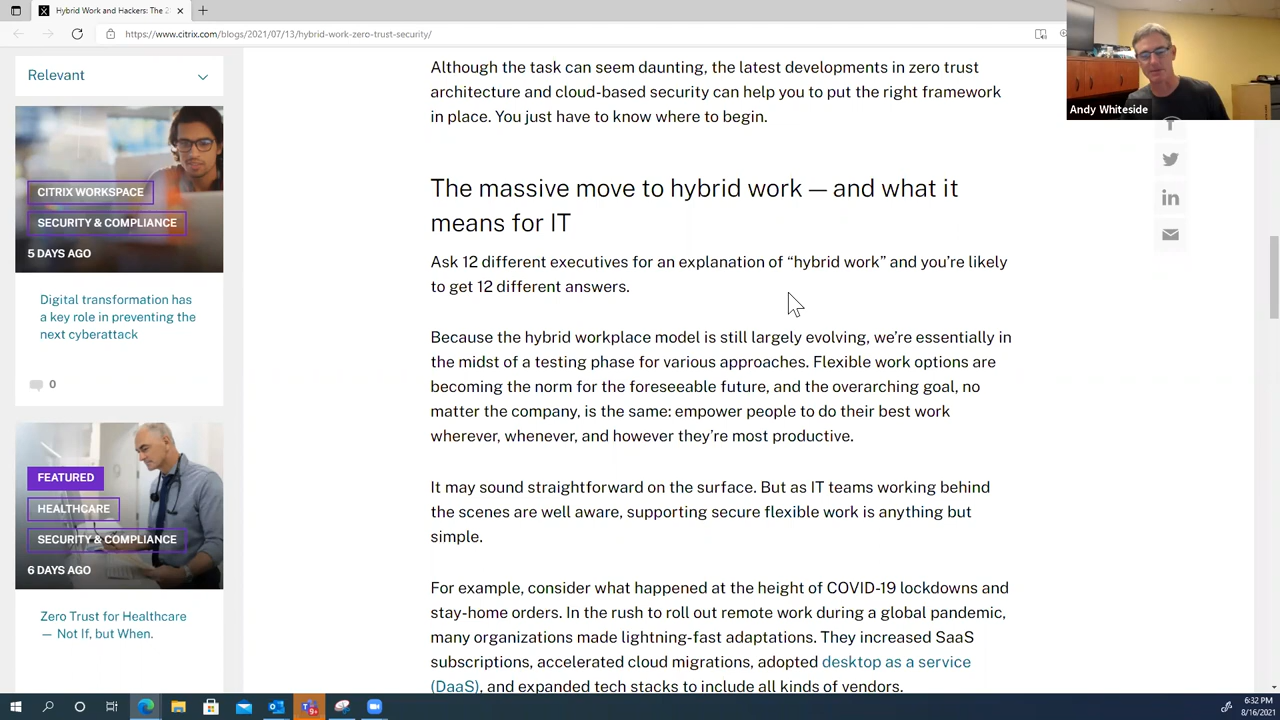 Hybrid Work and Hackers: The 2
https://www.citrix.com/blogs/2021/07/13/hybrid-work-zero-trust-security/
Andy Whiteside
Relevant
CITRIX WORKSPACE
SECURITY & COMPLIANCE
5 DAYS AGO
Digital transformation has
a key role in preventing the
next cyberattack
0
FEATURED
HEALTHCARE
SECURITY & COMPLIANCE
6 DAYS AGO
Zero Trust for Healthcare
— Not If, but When.
Although the task can seem daunting, the latest developments in zero trust
architecture and cloud-based security can help you to put the right framework
in place. You just have to know where to begin.
The massive move to hybrid work — and what it
means for IT
Ask 12 different executives for an explanation of “hybrid work” and you’re likely
to get 12 different answers.
Because the hybrid workplace model is still largely evolving, we’re essentially in
the midst of a testing phase for various approaches. Flexible work options are
becoming the norm for the foreseeable future, and the overarching goal, no
matter the company, is the same: empower people to do their best work
wherever, whenever, and however they’re most productive.
It may sound straightforward on the surface. But as IT teams working behind
the scenes are well aware, supporting secure flexible work is anything but
simple.
For example, consider what happened at the height of COVID-19 lockdowns and
stay-home orders. In the rush to roll out remote work during a global pandemic,
many organizations made lightning-fast adaptations. They increased SaaS
subscriptions, accelerated cloud migrations, adopted desktop as a service
(DaaS), and expanded tech stacks to include all kinds of vendors.
6:32 PM
8/16/2021